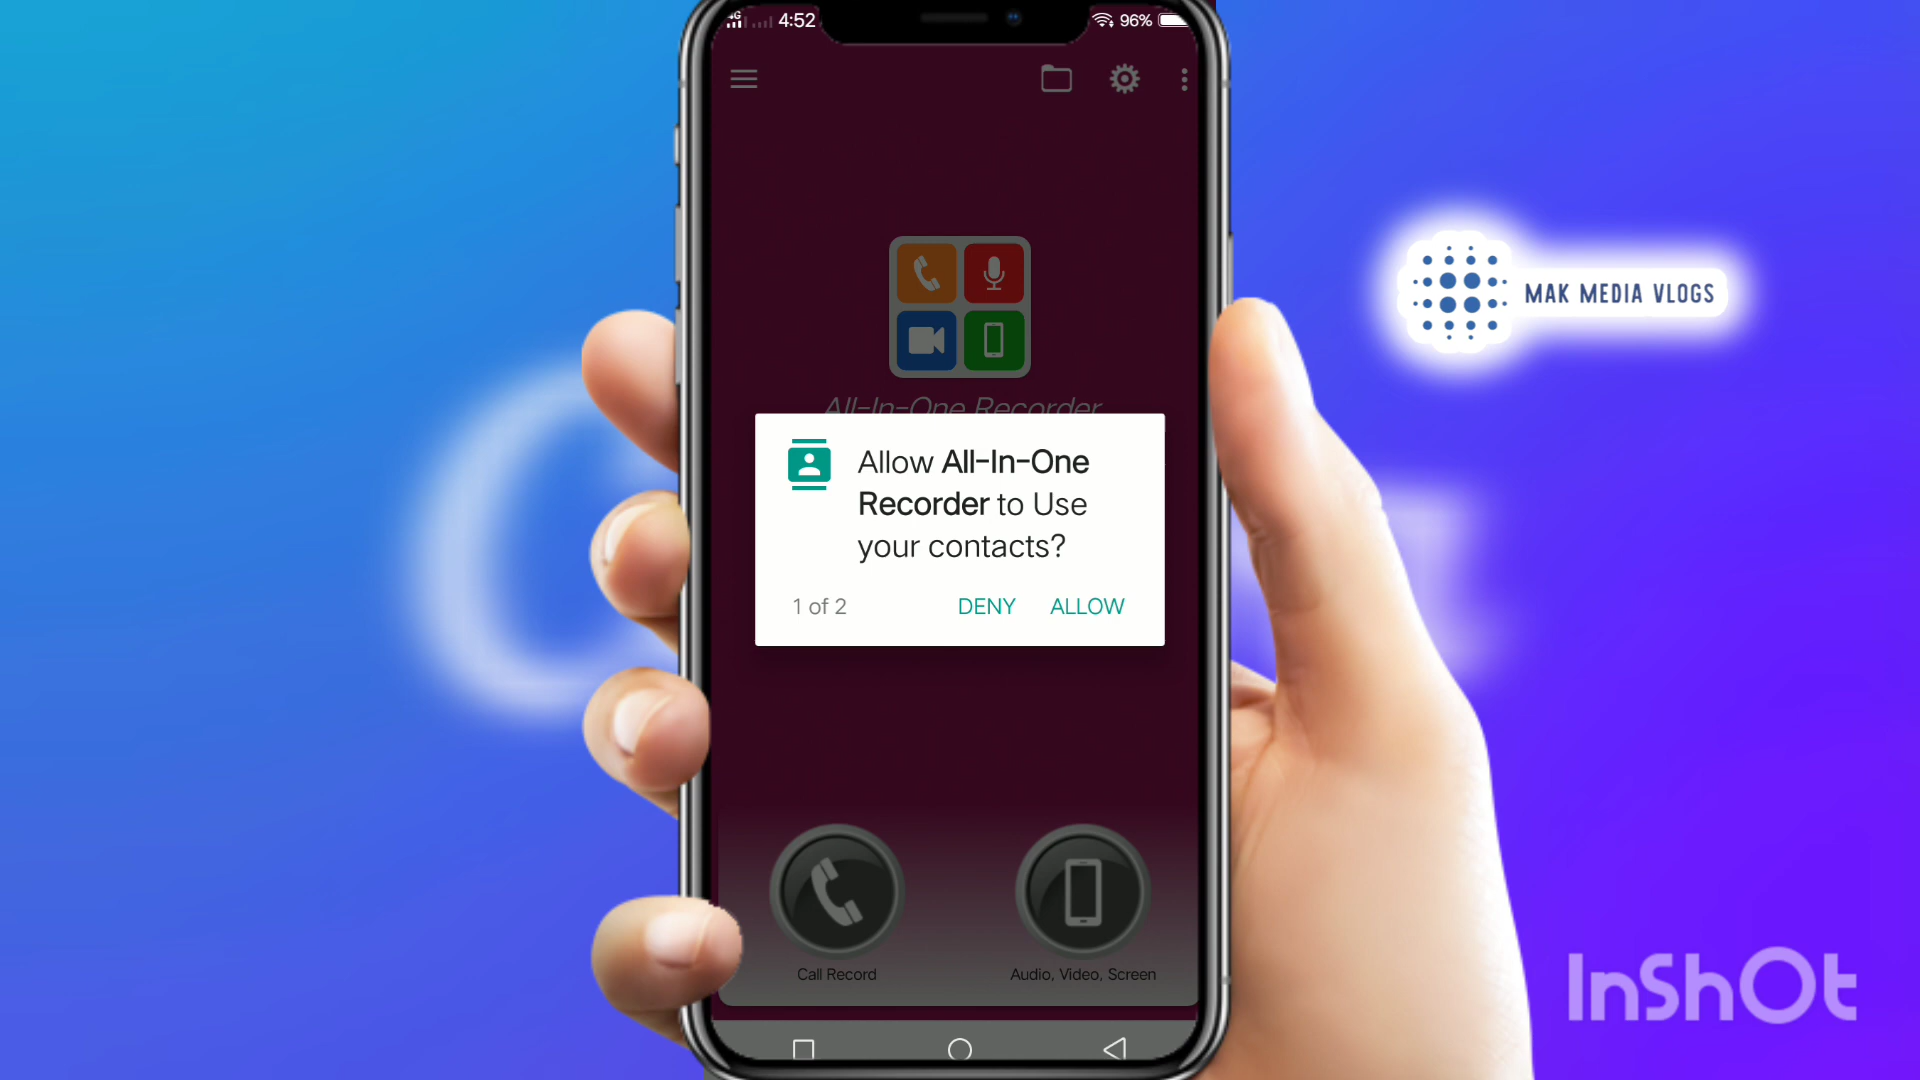 4G
4:52
96%
All-In-One Recorder
Allow All-In-One
Recorder to Use
your contacts?
1 of 2
DENY
ALLOW
Call Record
Audio, Video, Screen
MAK MEDIA VLOGS
InShOt